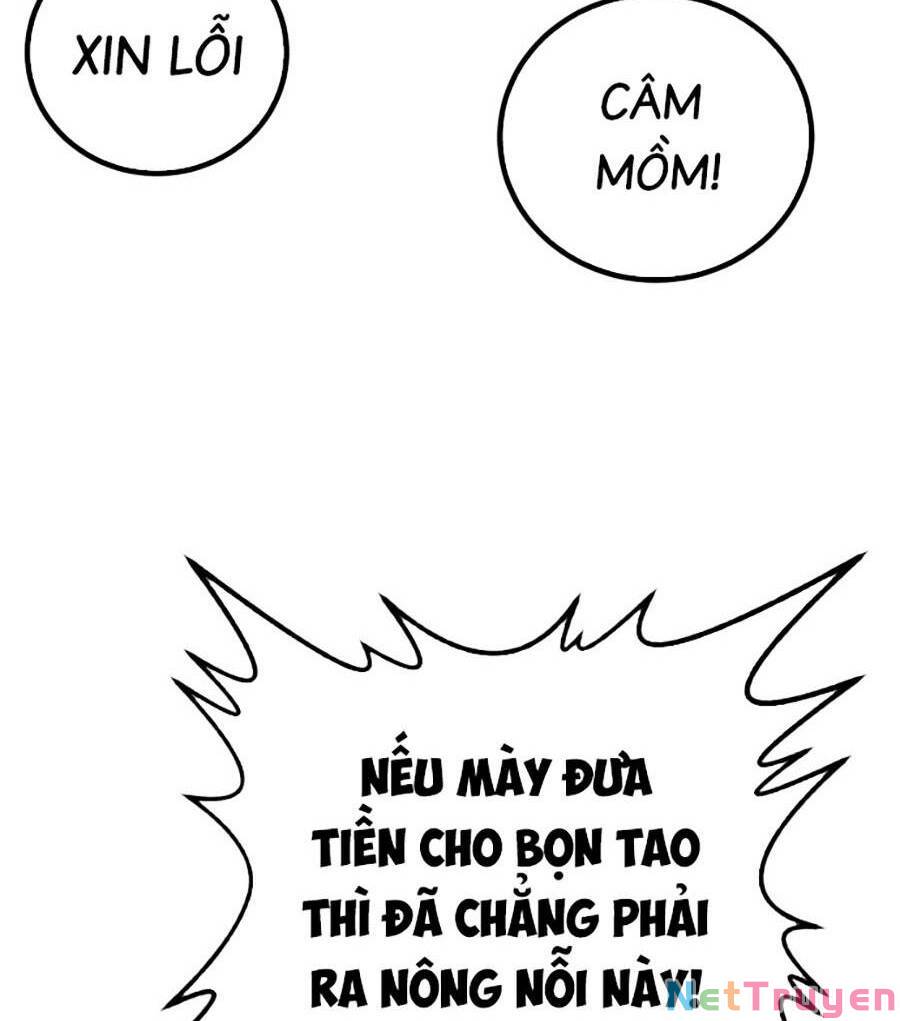 XIN LỖI
CÂM
MỒM!
NẾU MÀY ĐƯA
TIỀN CHO BỌN TAO
THÌ ĐÃ CHẲNG PHẢI
RA NÔNG NỖI NÀY!
NetTruyen